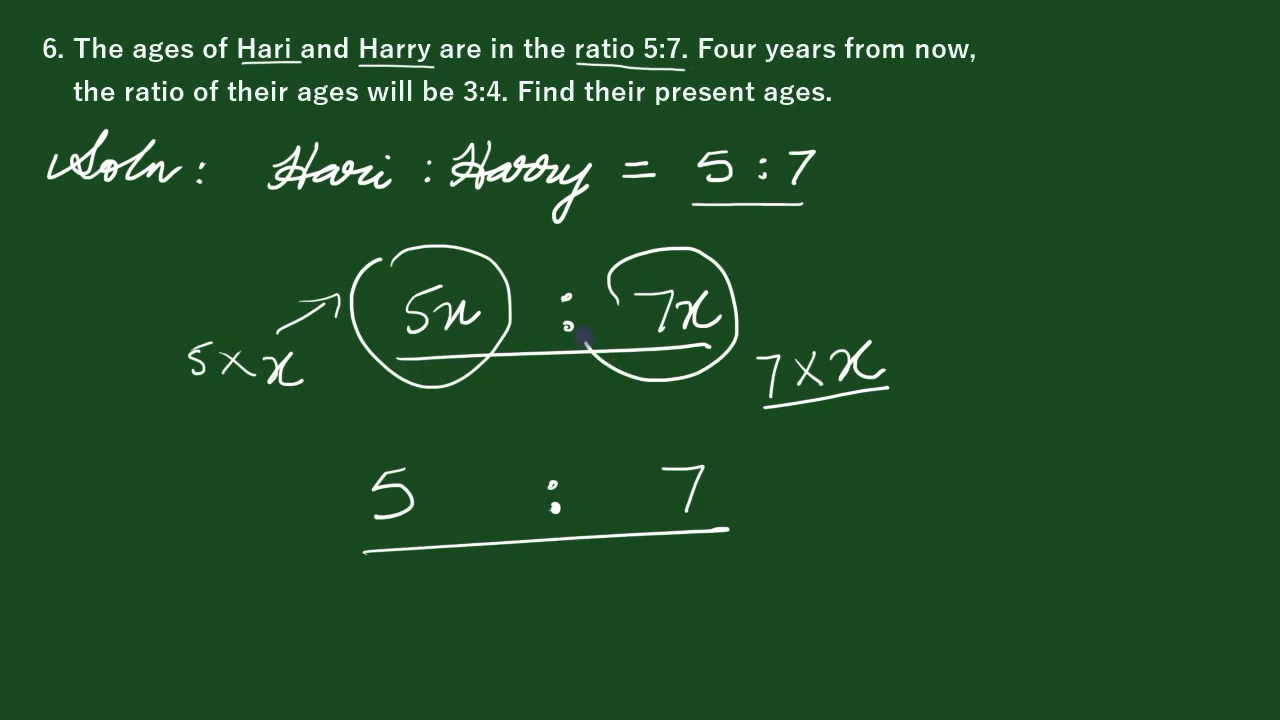 6. The ages of Hari and Harry are in the ratio 5:7. Four years from now,
the ratio of their ages will be 3:4. Find their present ages.
Soln: Hari : Harry = 5:7
5x : 7x
5 × x
7 × x
5 : 7